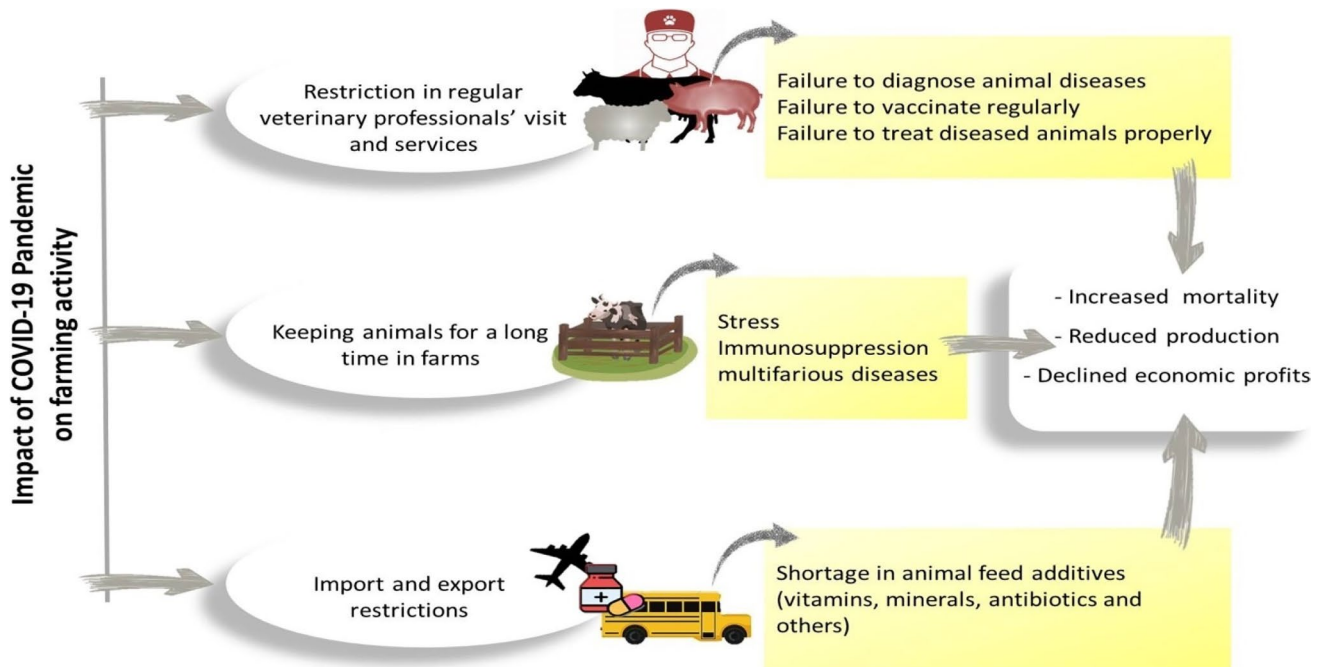 Impact of COVID-19 Pandemic
on farming activity
Restriction in regular
veterinary professionals’ visit
and services
Failure to diagnose animal diseases
Failure to vaccinate regularly
Failure to treat diseased animals properly
Keeping animals for a long
time in farms
Stress
Immunosuppression
multifarious diseases
- Increased mortality
- Reduced production
- Declined economic profits
Import and export
restrictions
Shortage in animal feed additives
(vitamins, minerals, antibiotics and
others)